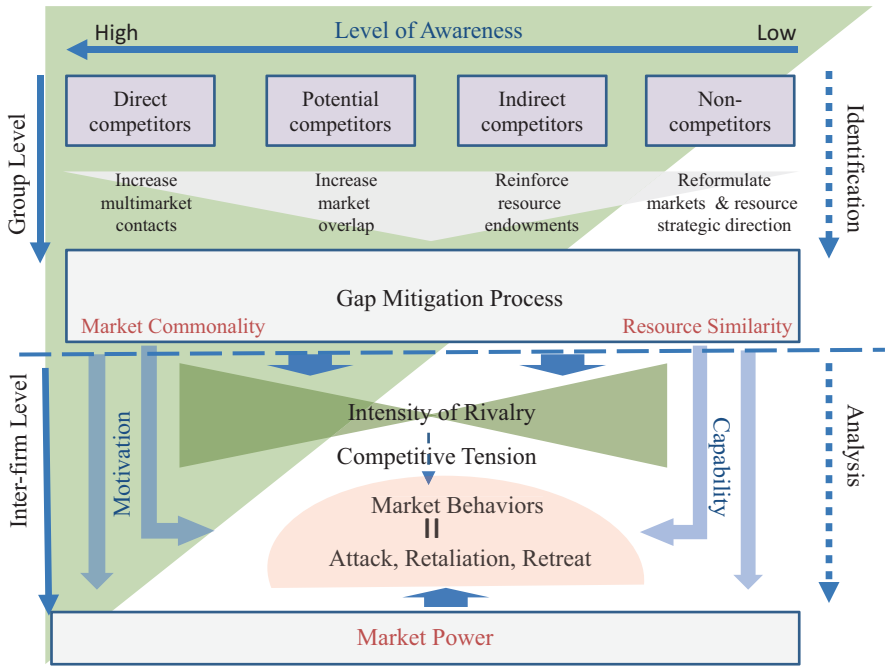 Level of Awareness
High
Low
Direct
competitors
Potential
competitors
Indirect
competitors
Non-
competitors
Increase
multimarket
contacts
Increase
market
overlap
Reinforce
resource
endowments
Reformulate
markets & resource
strategic direction
Group Level
Identification
Gap Mitigation Process
Market Commonality
Resource Similarity
Inter-firm Level
Motivation
Intensity of Rivalry
Competitive Tension
Capability
Analysis
Market Behaviors
=
Attack, Retaliation, Retreat
Market Power